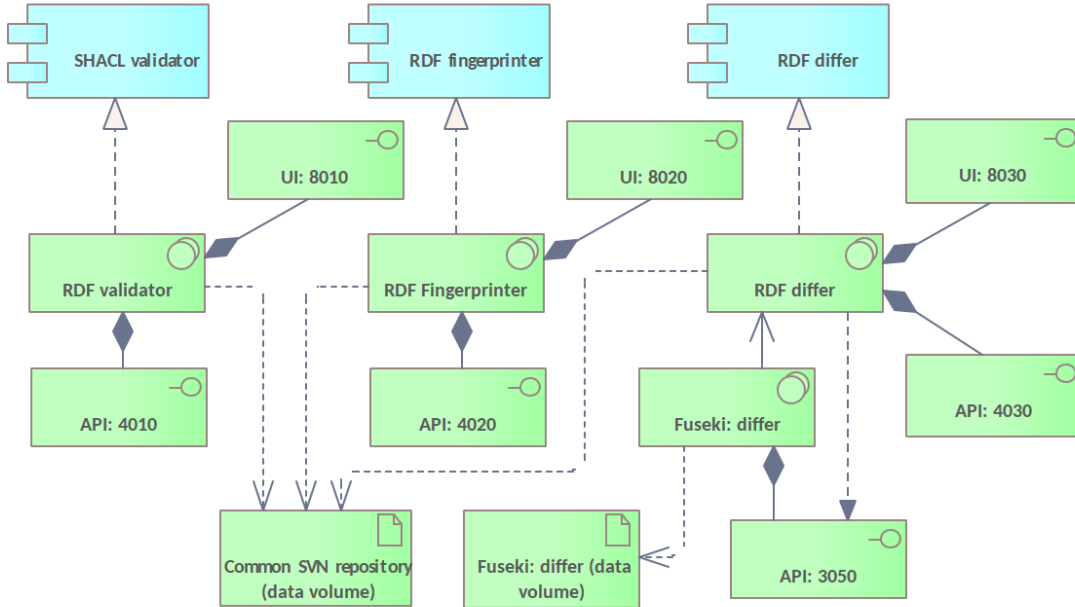 SHACL validator
RDF fingerprinter
RDF differ
UI: 8010
UI: 8020
UI: 8030
RDF validator
RDF Fingerprinter
RDF differ
API: 4010
API: 4020
Fuseki: differ
API: 4030
Common SVN repository
(data volume)
Fuseki: differ (data
volume)
API: 3050